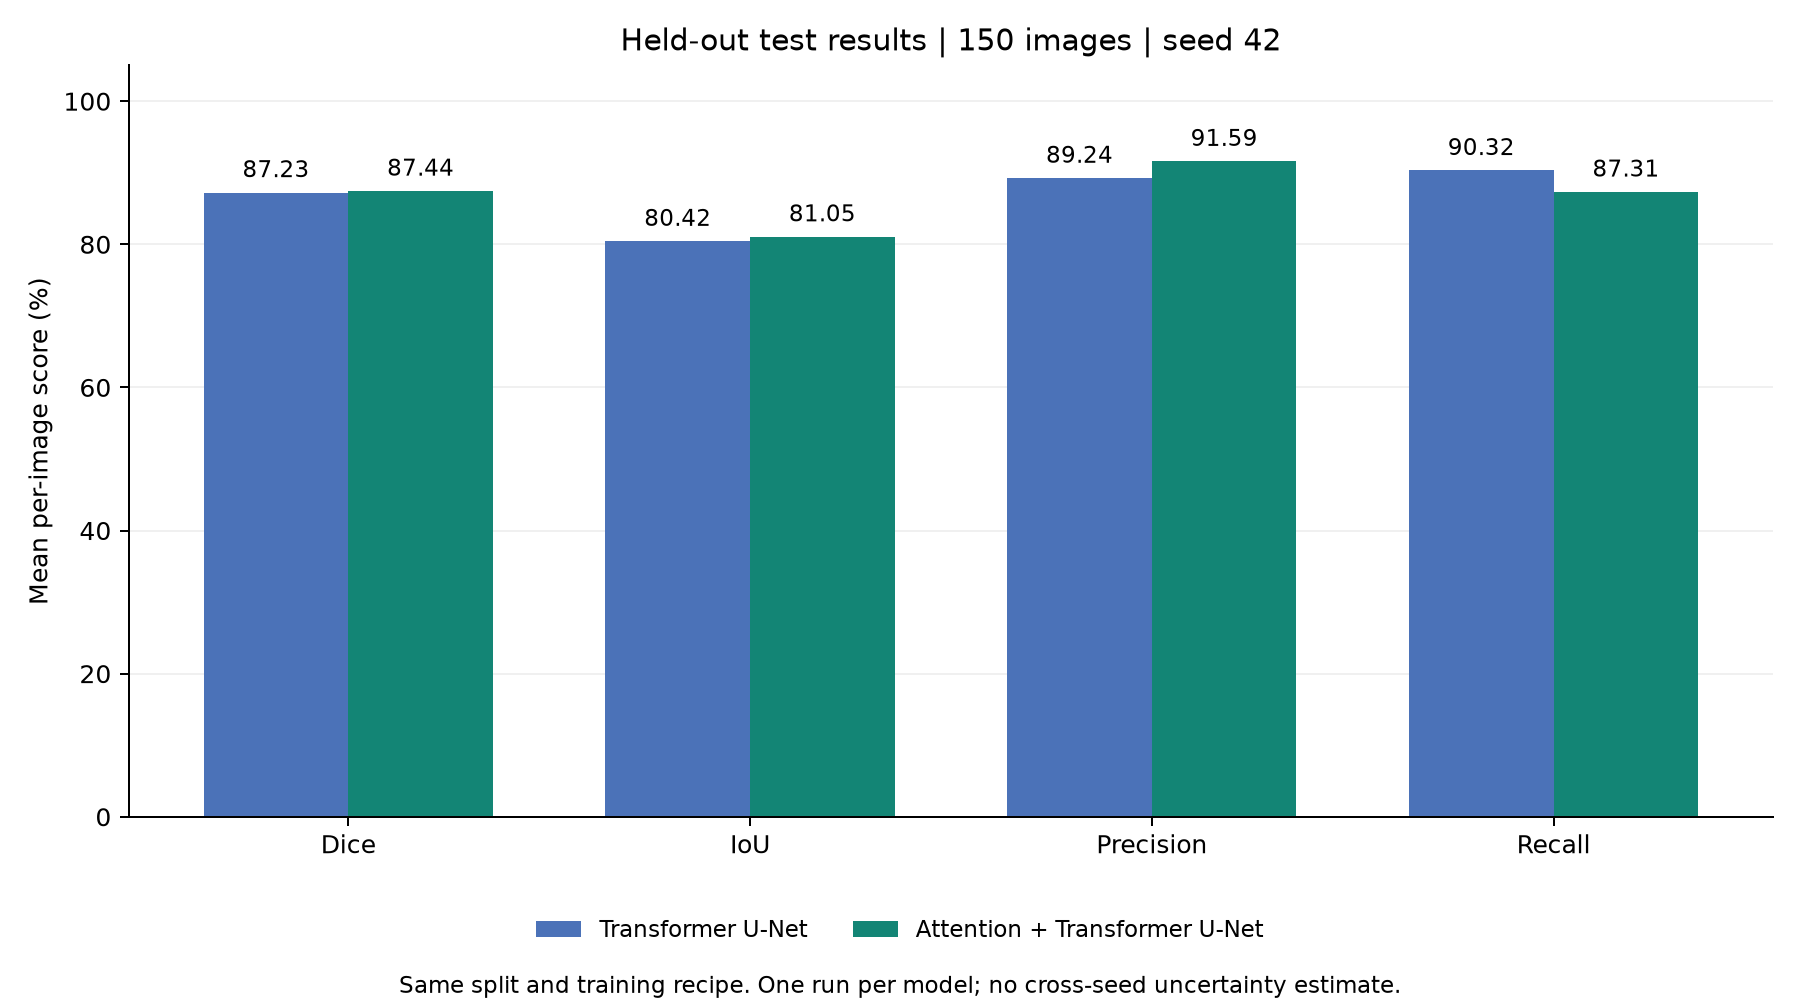 Held-out test results | 150 images | seed 42
Mean per-image score (%)
100
80
60
40
20
0
87.23
87.44
80.42
81.05
89.24
91.59
90.32
87.31
Dice
IoU
Precision
Recall
Transformer U-Net
Attention + Transformer U-Net
Same split and training recipe. One run per model; no cross-seed uncertainty estimate.